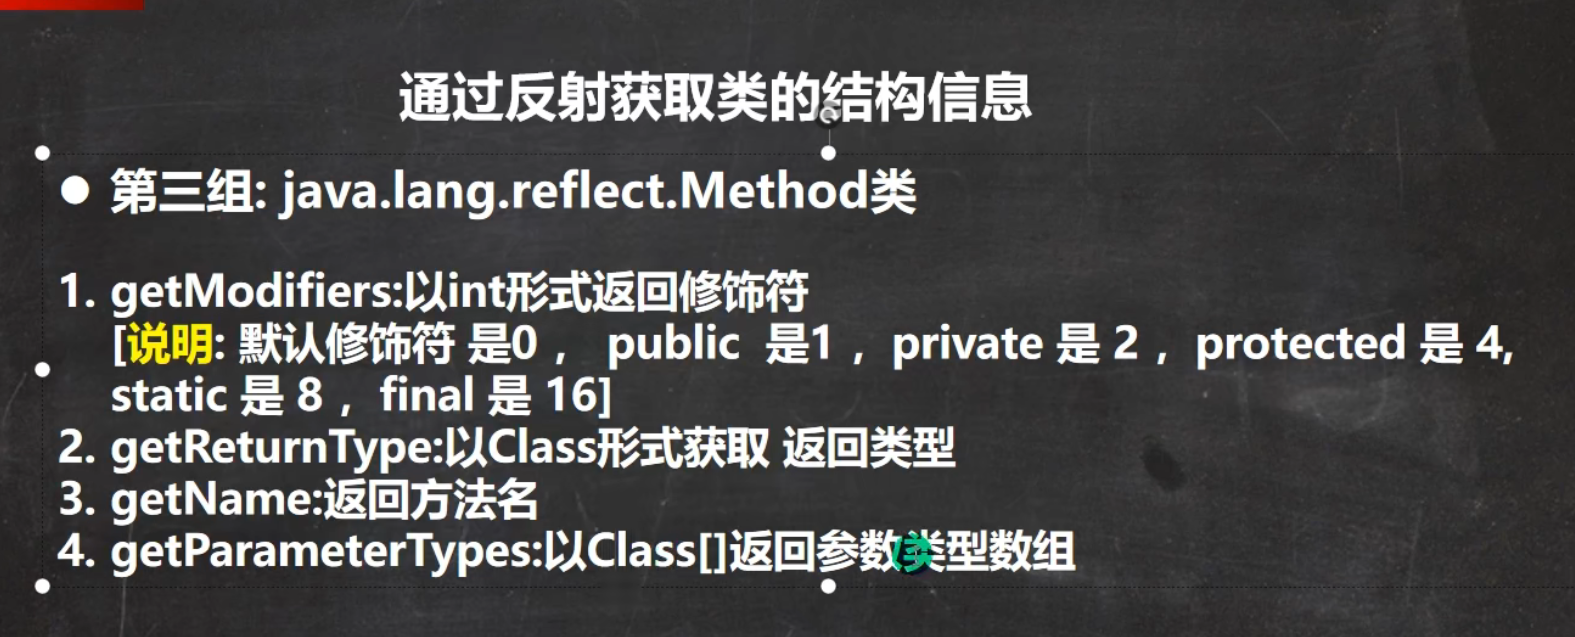 通过反射获取类的结构信息
● 第三组: java.lang.reflect.Method类
1. getModifiers:以int形式返回修饰符
[说明: 默认修饰符 是0 ， public 是1 ，private 是 2 ，protected 是 4,
static 是 8 ，final 是 16]
2. getReturnType:以Class形式获取 返回类型
3. getName:返回方法名
4. getParameterTypes:以Class[]返回参数类型数组